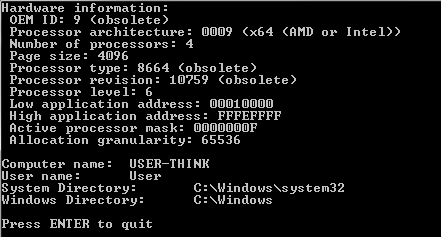 Hardware information:
OEM ID: 9 (obsolete)
Processor architecture: 0009 (x64 (AMD or Intel))
Number of processors: 4
Page size: 4096
Processor type: 8664 (obsolete)
Processor revision: 10759 (obsolete)
Processor level: 6
Low application address: 00010000
High application address: FFFEFFFF
Active processor mask: 0000000F
Allocation granularity: 65536
Computer name: USER-THINK
User name: User
System Directory: C:\Windows\system32
Windows Directory: C:\Windows
Press ENTER to quit